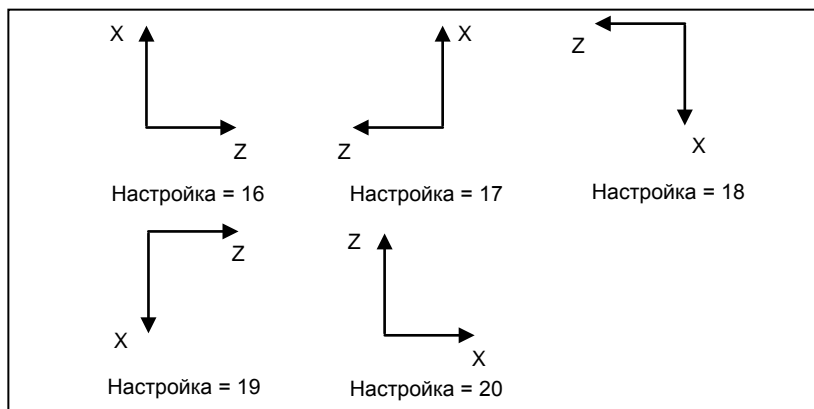 X
Z
Настройка = 16
X
Z
Настройка = 17
Z
X
Настройка = 18
Z
X
Настройка = 19
Z
X
Настройка = 20